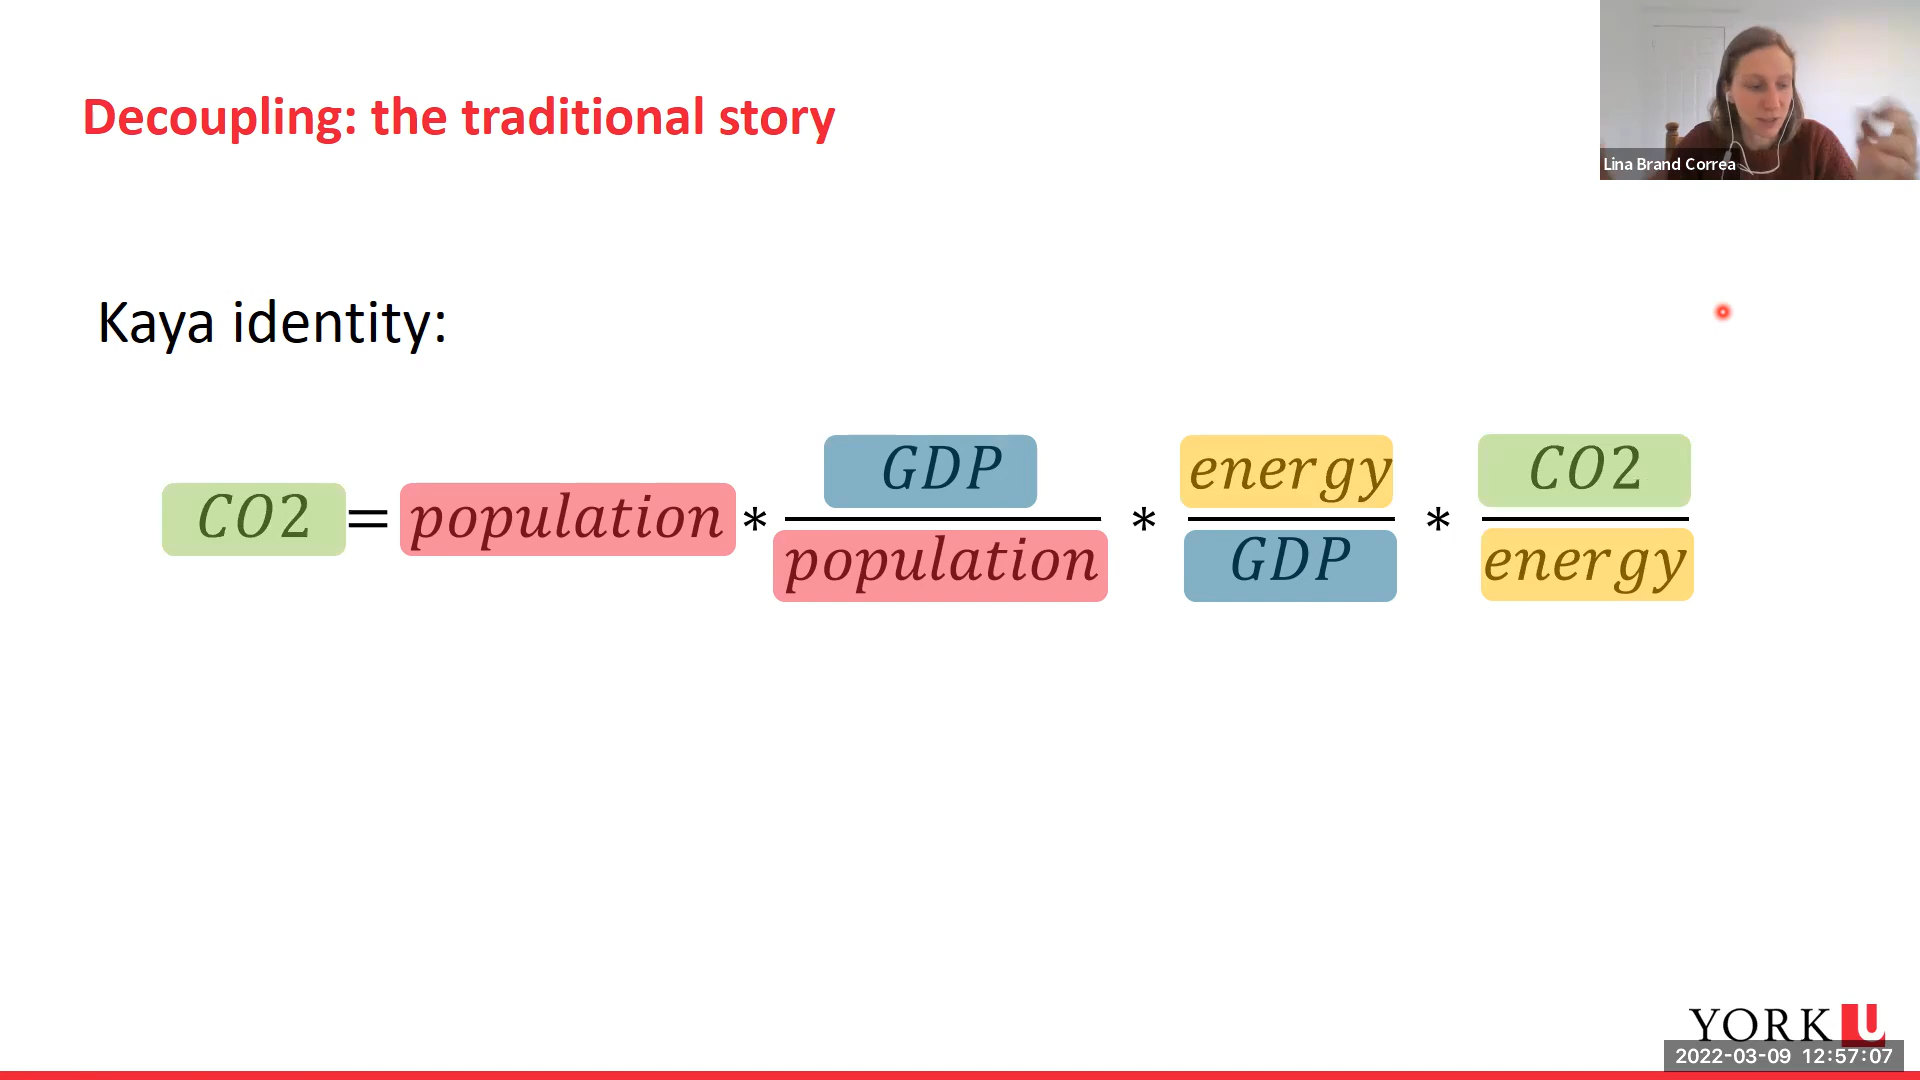 Decoupling: the traditional story
Lina Brand Correa
Kaya identity:
CO2 = population * GDP / population * energy / GDP * CO2 / energy
YORK U
2022-03-09 12:57:07